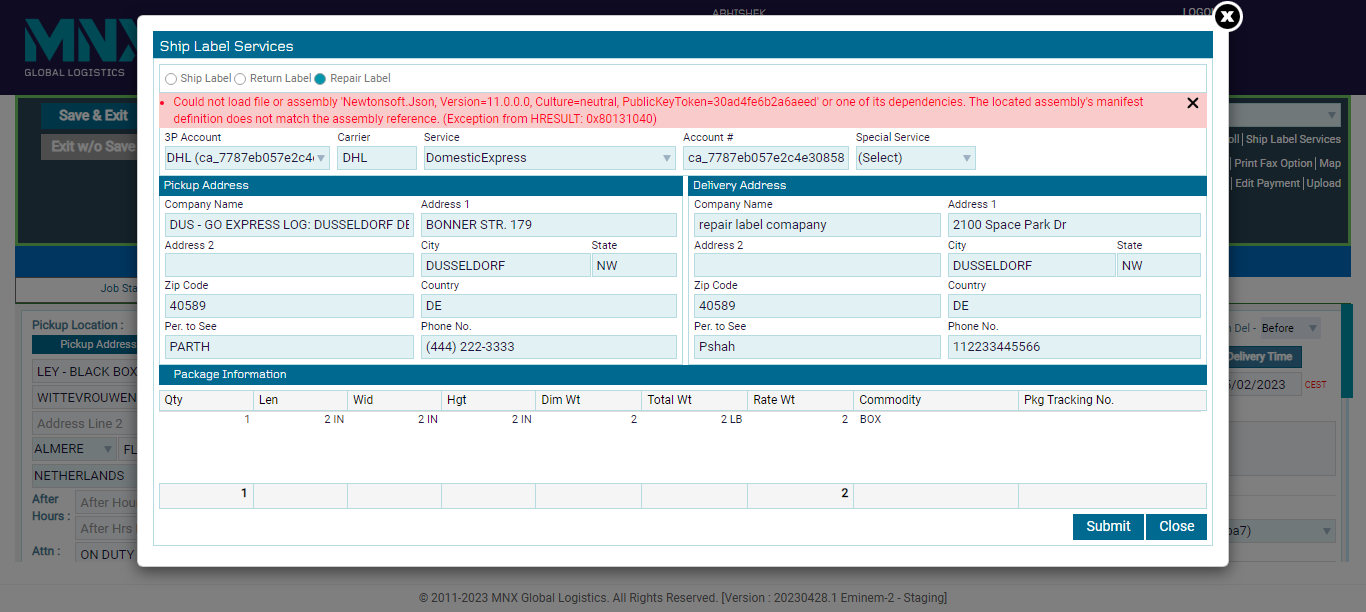 ABHISHEK
MNX
GLOBAL LOGISTICS
Ship Label Services
Ship Label Return Label Repair Label
Could not load file or assembly 'Newtonsoft.Json, Version=11.0.0.0, Culture=neutral, PublicKeyToken=30ad4fe6b2a6aeed' or one of its dependencies. The located assembly's manifest
definition does not match the assembly reference. (Exception from HRESULT: 0x80131040)
Save & Exit
Exit w/o Save
Ship Label Services
Print Fax Option | Map
Edit Payment | Upload
3P Account Carrier Service Account # Special Service
DHL (ca_7787eb057e2c4 DHL DomesticExpress ca_7787eb057e2c4e30858 (Select)
Pickup Address Delivery Address
Company Name Address 1 Company Name Address 1
DUS - GO EXPRESS LOG: DUSSELDORF DE BONNER STR. 179 repair label comapany 2100 Space Park Dr
Address 2 City State Address 2 City State
DUSSELDORF NW DUSSELDORF NW
Zip Code Country Zip Code Country
40589 DE 40589 DE
Per. to See Phone No. Per. to See Phone No.
PARTH (444) 222-3333 Pshah 112233445566
Package Information
Qty Len Wid Hgt Dim Wt Total Wt Rate Wt Commodity Pkg Tracking No.
1 2 IN 2 IN 2 IN 2 2 LB 2 BOX
1 2
Submit Close
Job Sta
Pickup Location :
Pickup Address
LEY - BLACK BOX
WITTEVROUWEN
Address Line 2
ALMERE FL
NETHERLANDS
After
Hours :
After Hou
After Hrs
Attn : ON DUTY
Del - Before
Delivery Time
/02/2023 CEST
a7)
© 2011-2023 MNX Global Logistics. All Rights Reserved. [Version : 20230428.1 Eminem-2 - Staging]